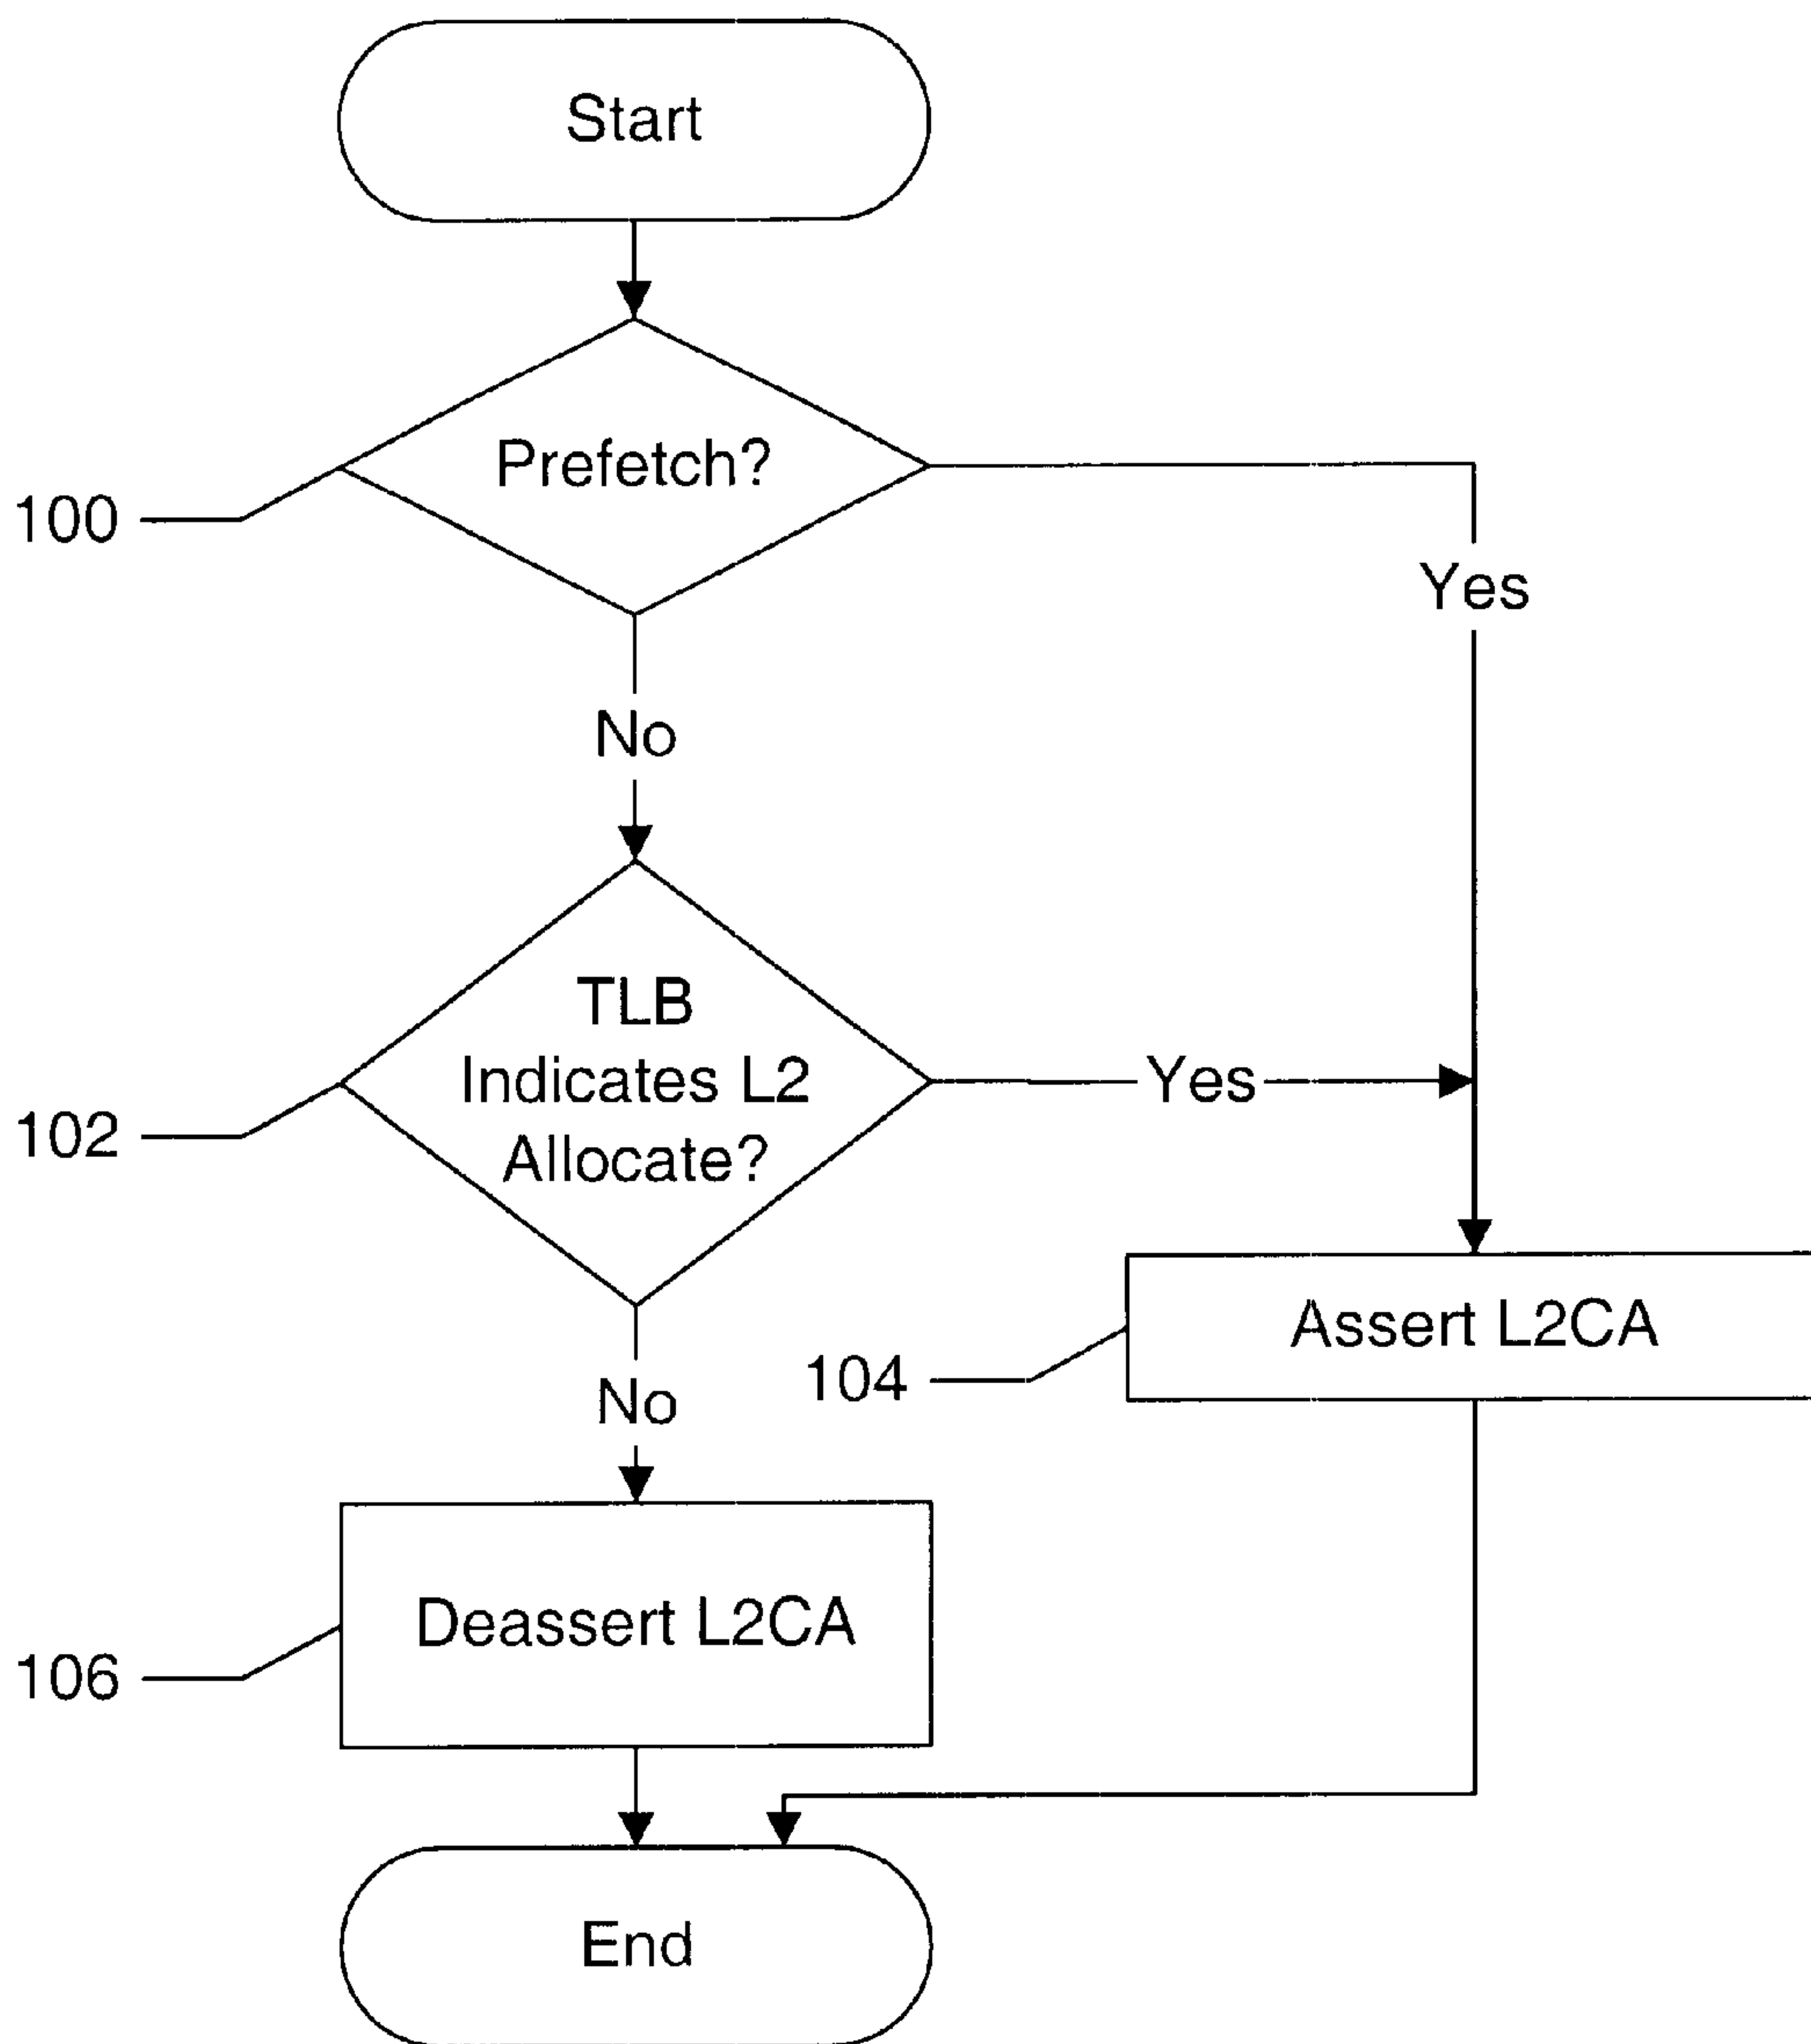 Start
Prefetch?
100
Yes
No
TLB
Indicates L2
Allocate?
Yes
102
Assert L2CA
104
No
Deassert L2CA
106
End